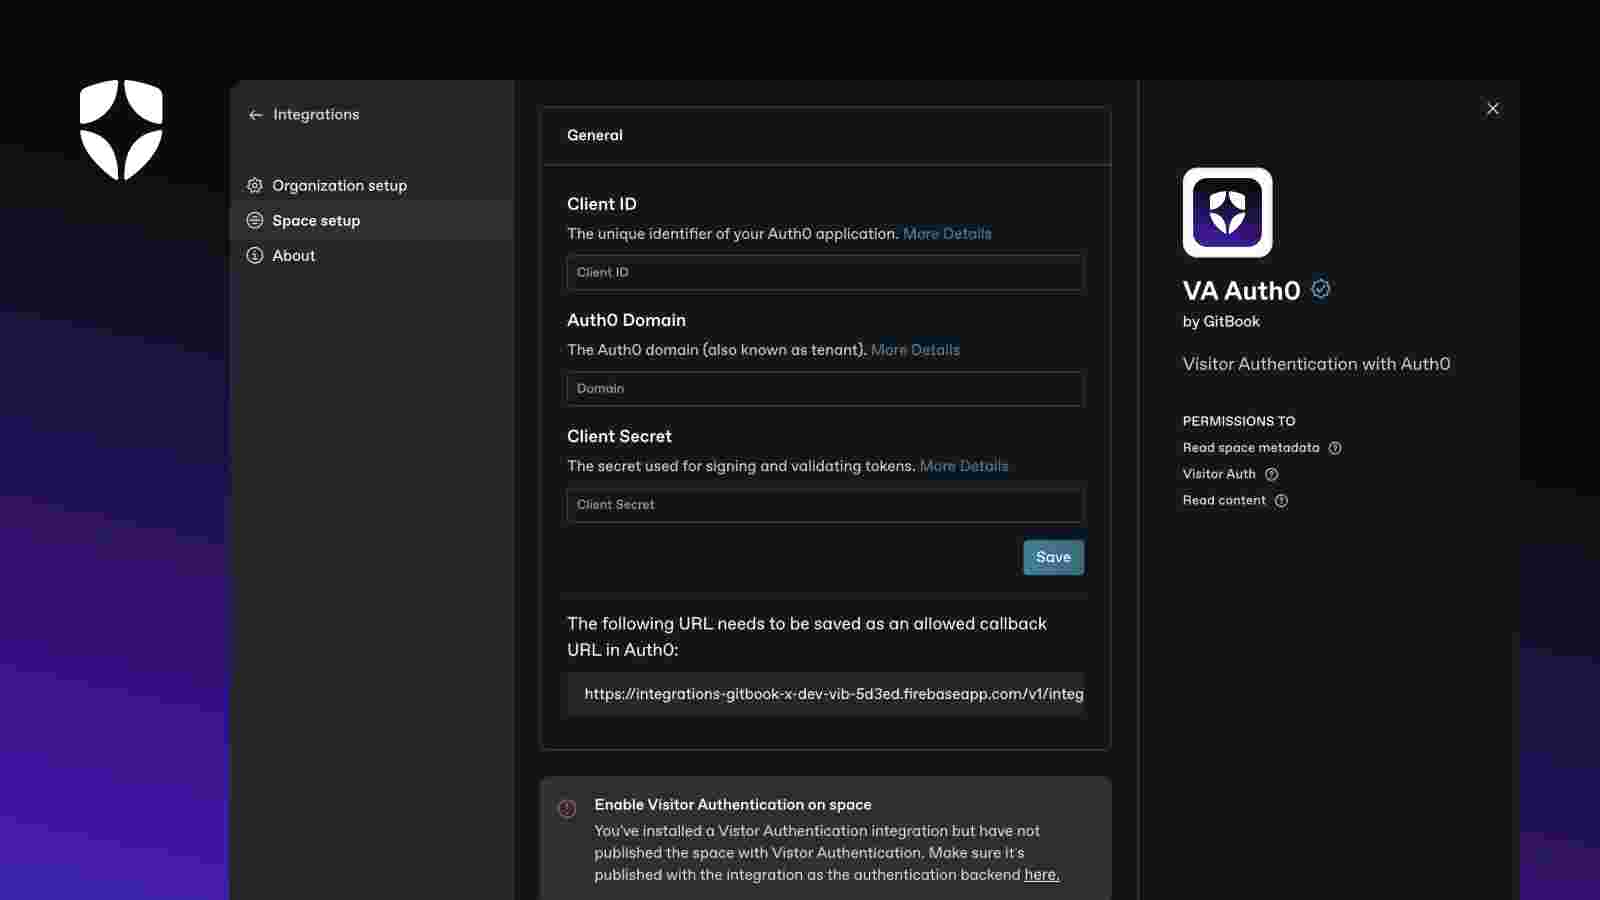 Integrations
Organization setup
Space setup
About
General
Client ID
The unique identifier of your Auth0 application. More Details
Client ID
Auth0 Domain
The Auth0 domain (also known as tenant). More Details
Domain
Client Secret
The secret used for signing and validating tokens. More Details
Client Secret
Save
The following URL needs to be saved as an allowed callback
URL in Auth0:
https://integrations-gitbook-x-dev-vib-5d3ed.firebaseapp.com/v1/integ
Enable Visitor Authentication on space
You've installed a Vistor Authentication integration but have not
published the space with Vistor Authentication. Make sure it's
published with the integration as the authentication backend here.
VA Auth0
by GitBook
Visitor Authentication with Auth0
PERMISSIONS TO
Read space metadata
Visitor Auth
Read content